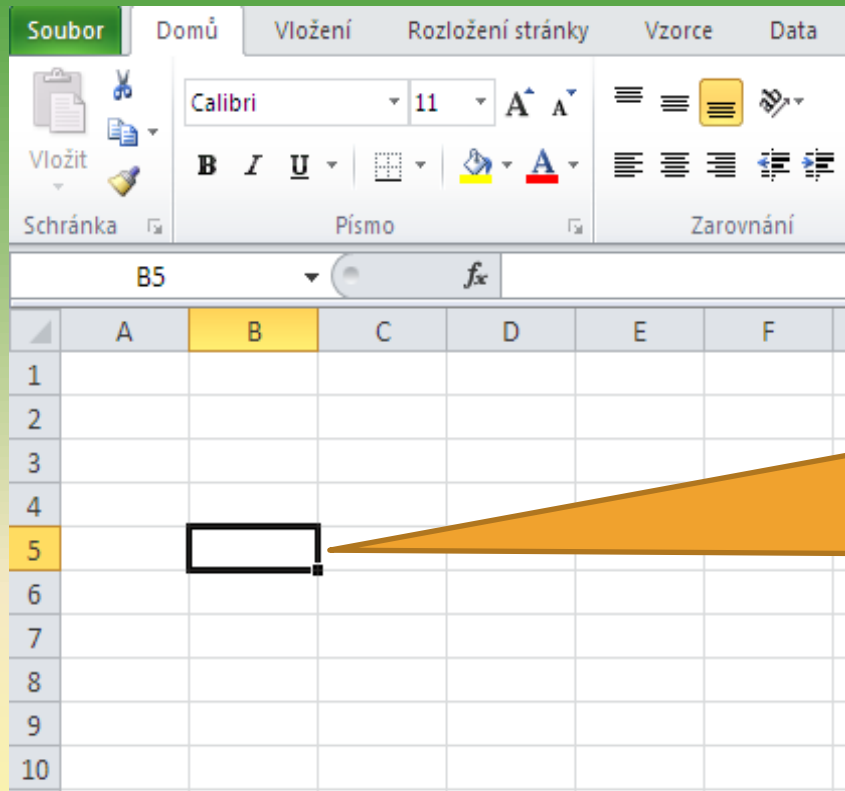 Soubor Domů Vložení Rozložení stránky Vzorce Data
Calibri 11 A A
Vložit B I U A
Schránka Písmo Zarovnání
B5 fx
A B C D E F
1
2
3
4
5
6
7
8
9
10